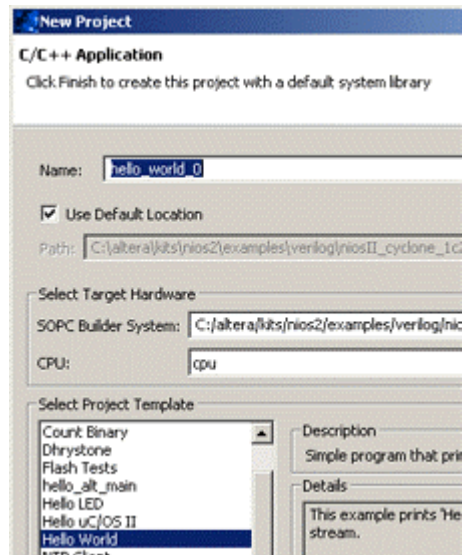 New Project
C/C++ Application
Click Finish to create this project with a default system library
Name: hello_world_0
Use Default Location
Path: C:\altera\kits\nios2\examples\verilog\niosII_cyclone_1c2
Select Target Hardware
SOPC Builder System: C:/altera/kits/nios2/examples/verilog/nio
CPU: cpu
Select Project Template
Count Binary
Dhrystone
Flash Tests
hello_alt_main
Hello LED
Hello uC/OS II
Hello World
Description
Simple program that prin
Details
This example prints 'He
stream.